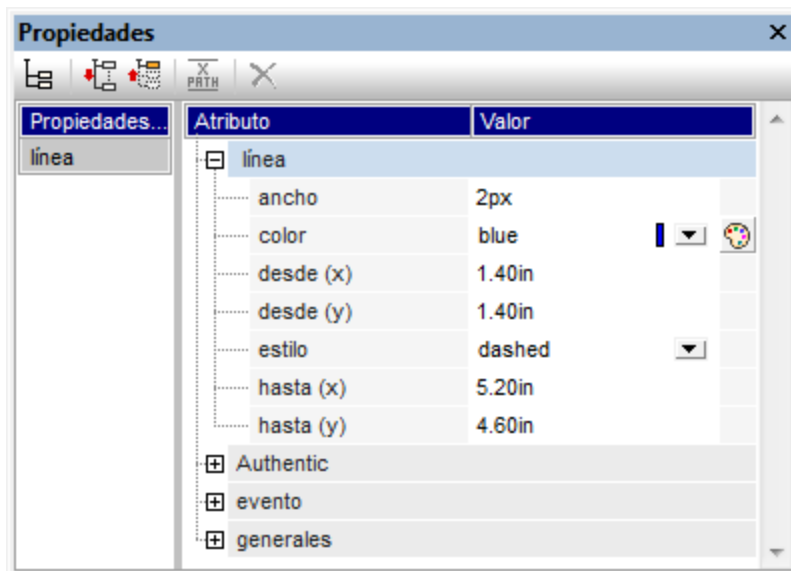 Propiedades
X
PATH
Propiedades... Atributo Valor
línea línea
ancho 2px
color blue
desde (x) 1.40in
desde (y) 1.40in
estilo dashed
hasta (x) 5.20in
hasta (y) 4.60in
Authentic
evento
generales